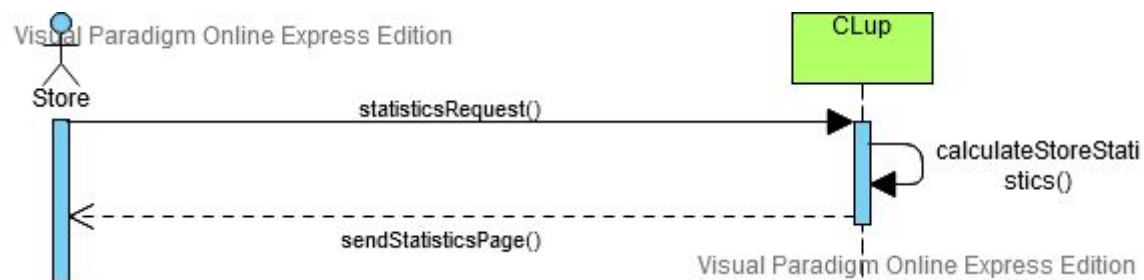 Visual Paradigm Online Express Edition
CLup
Store
statisticsRequest()
calculateStoreStati
stics()
sendStatisticsPage()
Visual Paradigm Online Express Edition